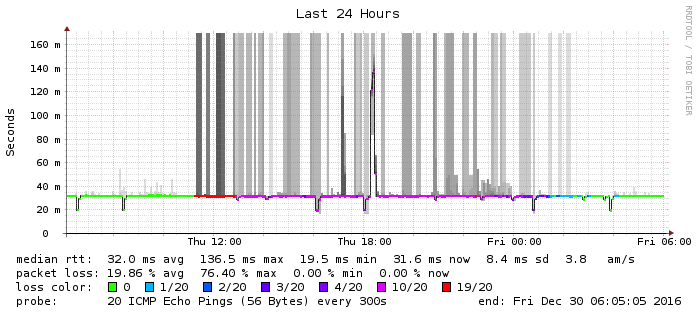 Last 24 Hours
RRDTOOL / TOBI OETIKER
Seconds
160 m
140 m
120 m
100 m
80 m
60 m
40 m
20 m
0
Thu 12:00 Thu 18:00 Fri 00:00 Fri 06:00
median rtt: 32.0 ms avg 136.5 ms max 19.5 ms min 31.6 ms now 8.4 ms sd 3.8 am/s
packet loss: 19.86 % avg 76.40 % max 0.00 % min 0.00 % now
loss color: 0 1/20 2/20 3/20 4/20 10/20 19/20
probe: 20 ICMP Echo Pings (56 Bytes) every 300s end: Fri Dec 30 06:05:05 2016